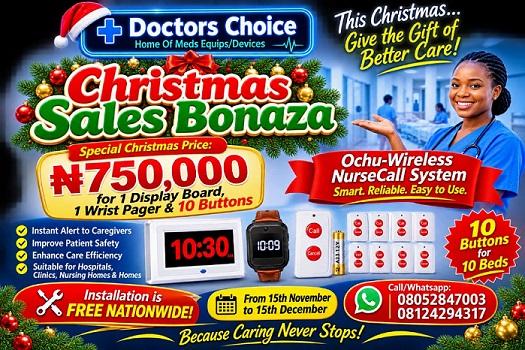 Doctors Choice
Home Of Meds Equips/Devices
This Christmas...
Give the Gift of
Better Care!
Christmas
Sales Bonaza
Special Christmas Price:
₦750,000
for 1 Display Board,
1 Wrist Pager & 10 Buttons
Ochu-Wireless
NurseCall System
Smart. Reliable. Easy to Use.
Instant Alert to Caregivers
Improve Patient Safety
Enhance Care Efficiency
Suitable for Hospitals,
Clinics, Nursing Homes & Homes
10:30
10:09
Call
Cancel
A23 12V
10
Buttons
for
10 Beds
Installation is
FREE NATIONWIDE!
From 15th November
to 15th December
Call/Whatsapp:
08052847003
08124294317
Because Caring Never Stops!